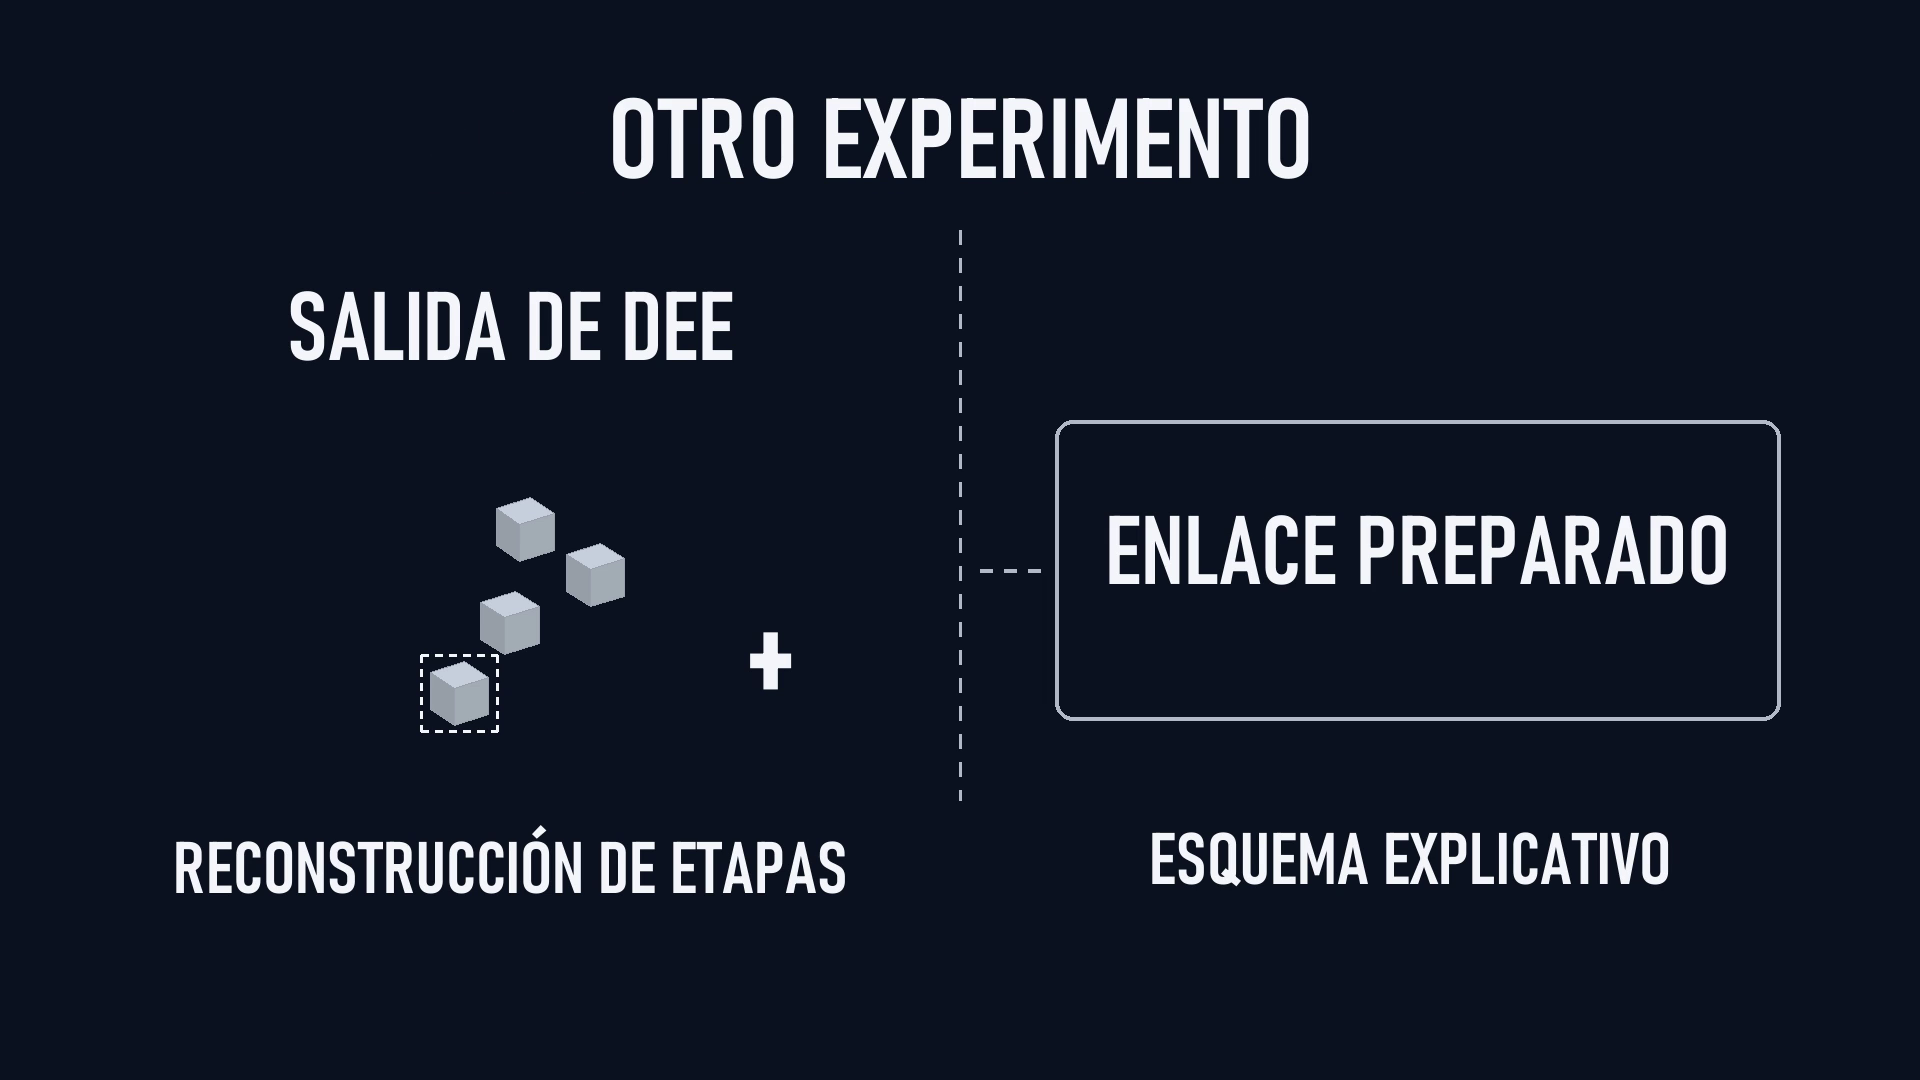 OTRO EXPERIMENTO
SALIDA DE DEE
+
ENLACE PREPARADO
RECONSTRUCCIÓN DE ETAPAS
ESQUEMA EXPLICATIVO